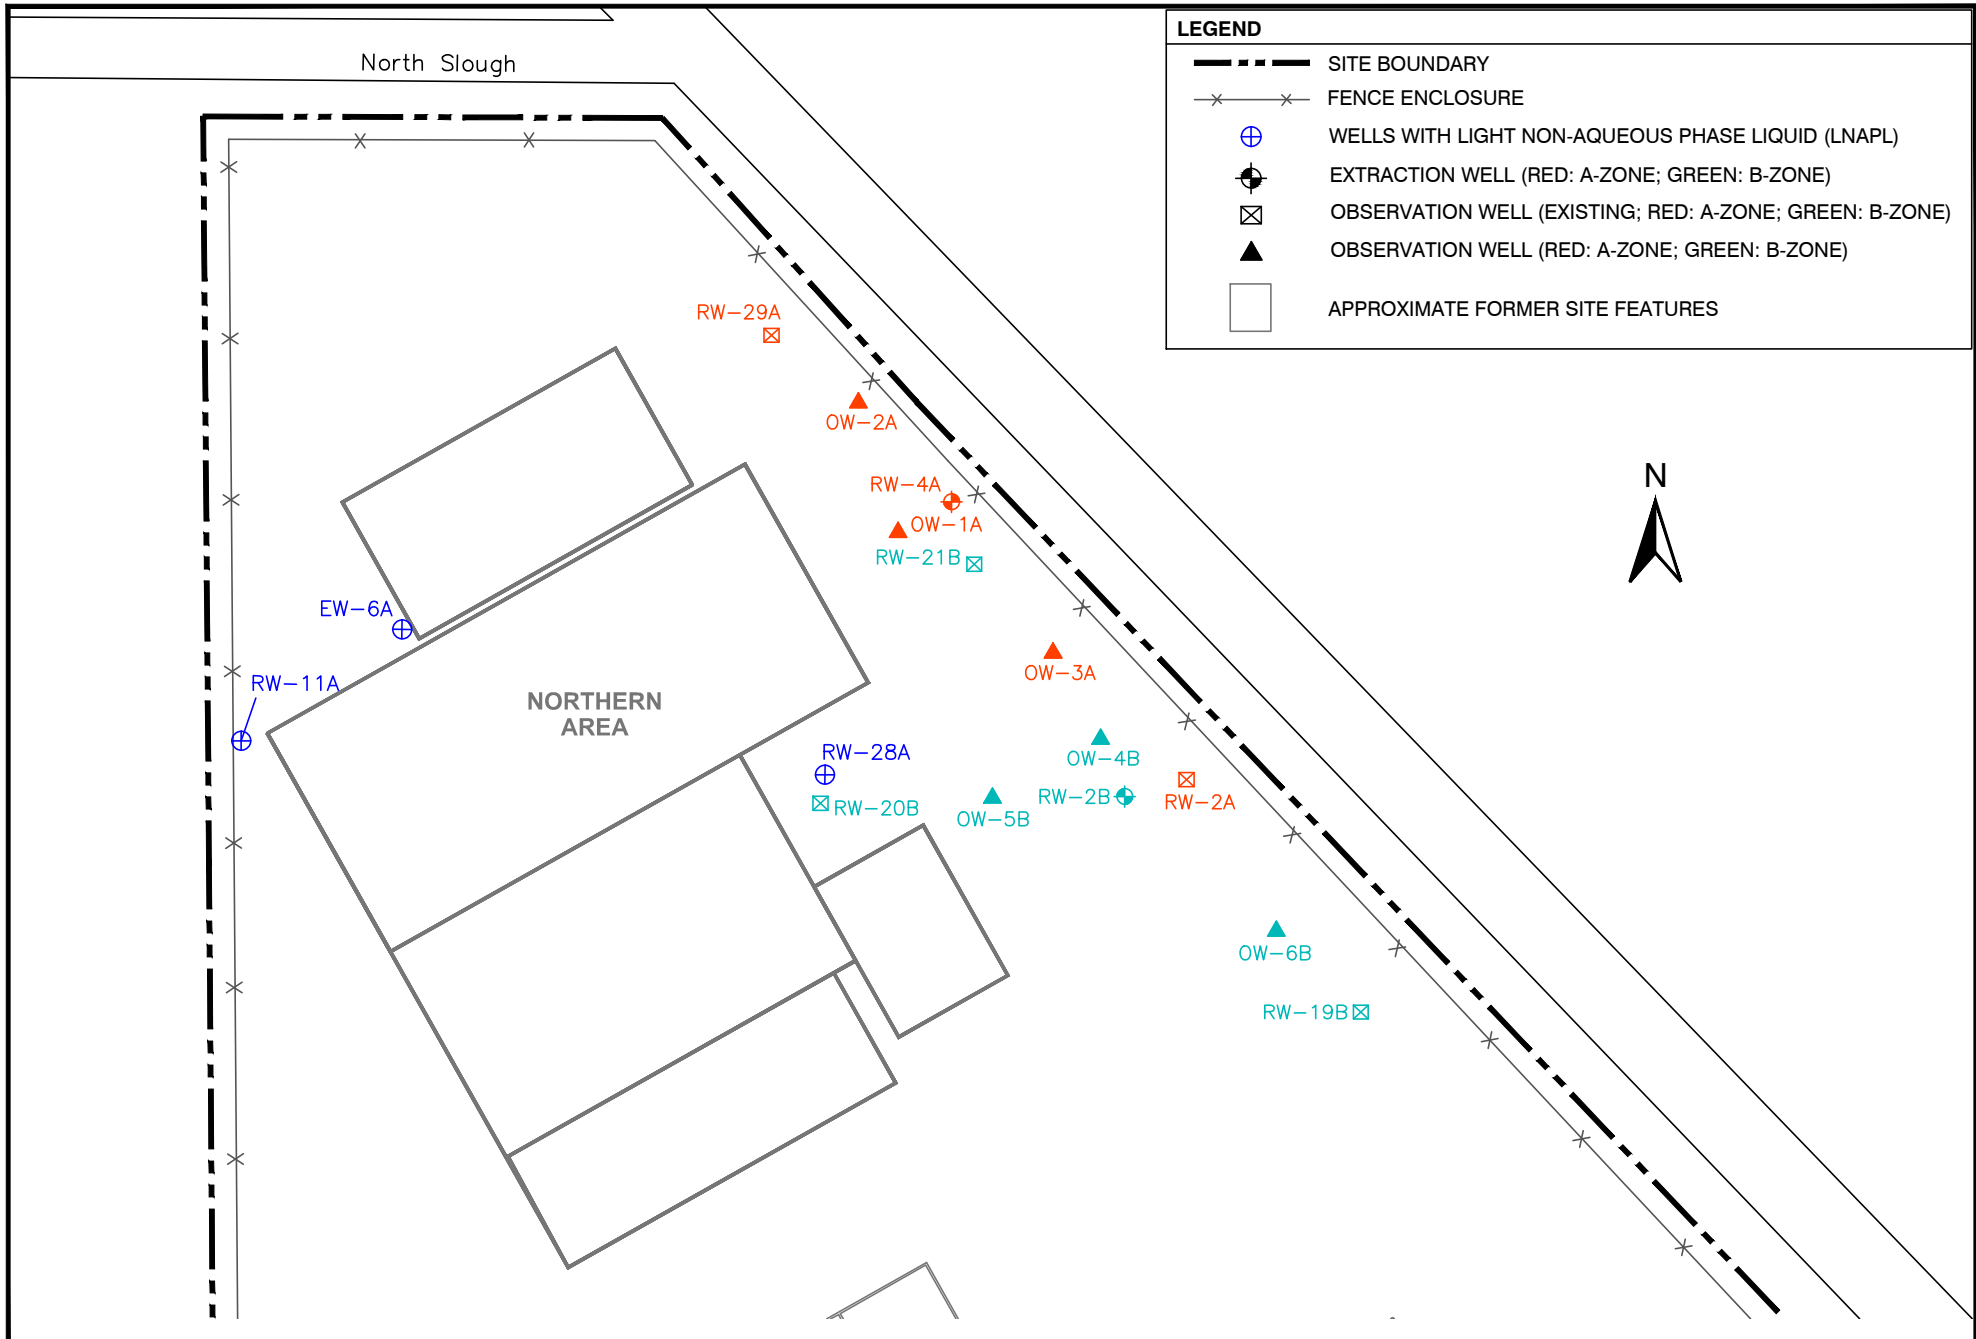 North Slough
LEGEND
SITE BOUNDARY
FENCE ENCLOSURE
WELLS WITH LIGHT NON-AQUEOUS PHASE LIQUID (LNAPL)
EXTRACTION WELL (RED: A-ZONE; GREEN: B-ZONE)
OBSERVATION WELL (EXISTING; RED: A-ZONE; GREEN: B-ZONE)
OBSERVATION WELL (RED: A-ZONE; GREEN: B-ZONE)
APPROXIMATE FORMER SITE FEATURES
RW-29A
OW-2A
N
RW-4A
OW-1A
RW-21B
EW-6A
OW-3A
RW-11A
NORTHERN
AREA
RW-28A
OW-4B
RW-20B
OW-5B
RW-2B
RW-2A
OW-6B
RW-19B